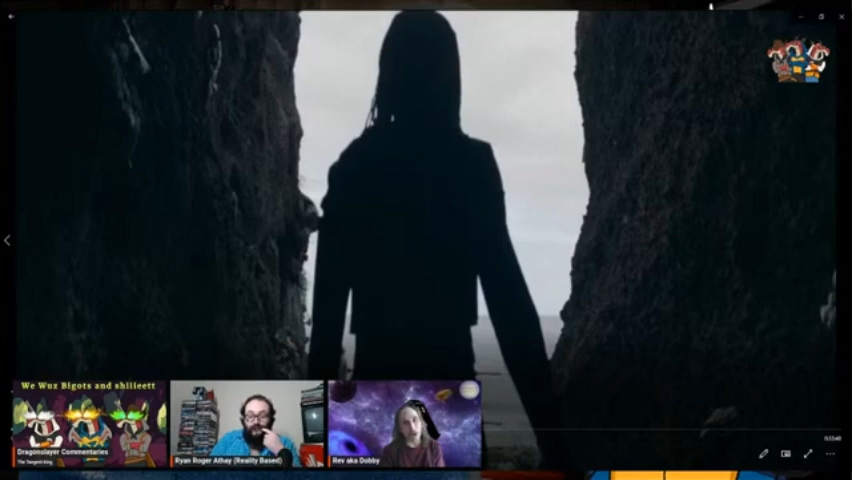 We Wuz Bigots and shiiieett
Dragonslayer Commentaries
The Tangent King
Ryan Roger Athay (Reality Based)
Rev aka Dobby